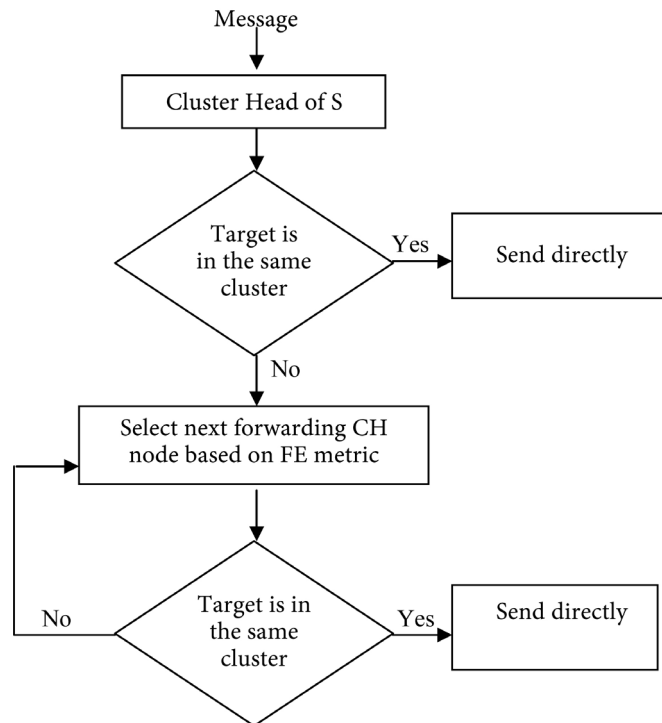 Message
Cluster Head of S
Target is
in the same
cluster
Yes
Send directly
No
Select next forwarding CH
node based on FE metric
Target is in
the same
cluster
No
Yes
Send directly